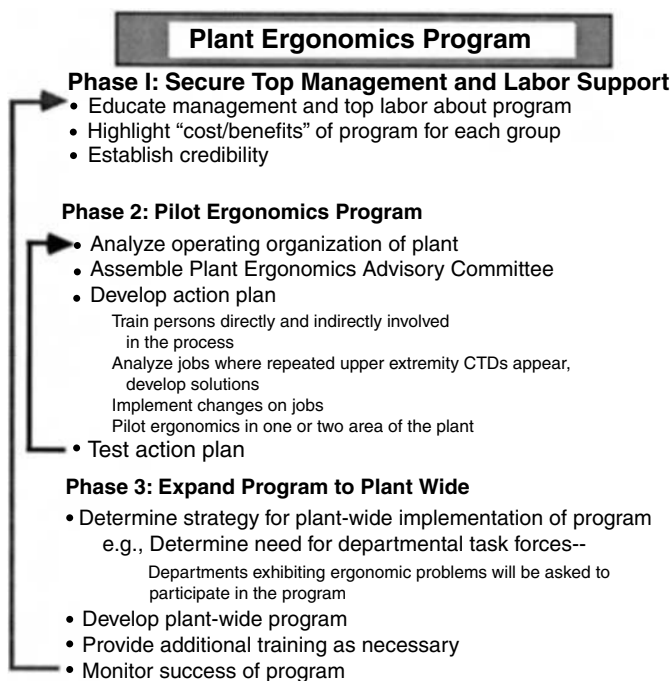 Plant Ergonomics Program
Phase I: Secure Top Management and Labor Support
• Educate management and top labor about program
• Highlight “cost/benefits” of program for each group
• Establish credibility
Phase 2: Pilot Ergonomics Program
• Analyze operating organization of plant
• Assemble Plant Ergonomics Advisory Committee
• Develop action plan
Train persons directly and indirectly involved
in the process
Analyze jobs where repeated upper extremity CTDs appear,
develop solutions
Implement changes on jobs
Pilot ergonomics in one or two area of the plant
• Test action plan
Phase 3: Expand Program to Plant Wide
• Determine strategy for plant-wide implementation of program
e.g., Determine need for departmental task forces--
Departments exhibiting ergonomic problems will be asked to
participate in the program
• Develop plant-wide program
• Provide additional training as necessary
• Monitor success of program